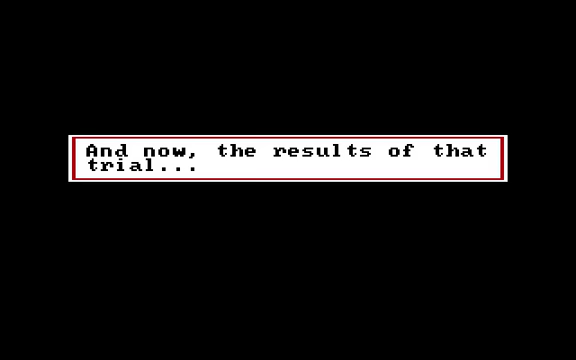 And now, the results of that
trial...